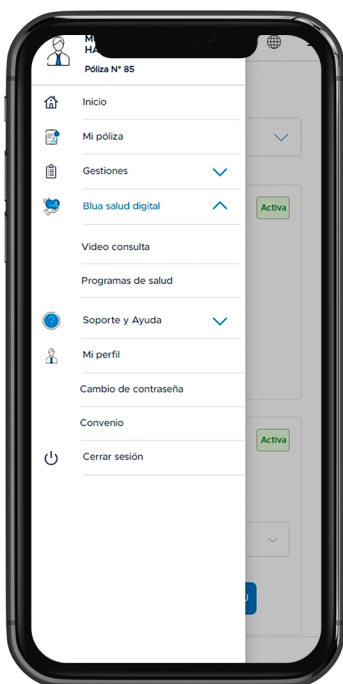 Póliza N° 85
Inicio
Mi póliza
Gestiones
Blua salud digital
Activa
Video consulta
Programas de salud
Soporte y Ayuda
Mi perfil
Cambio de contraseña
Convenio
Activa
Cerrar sesión